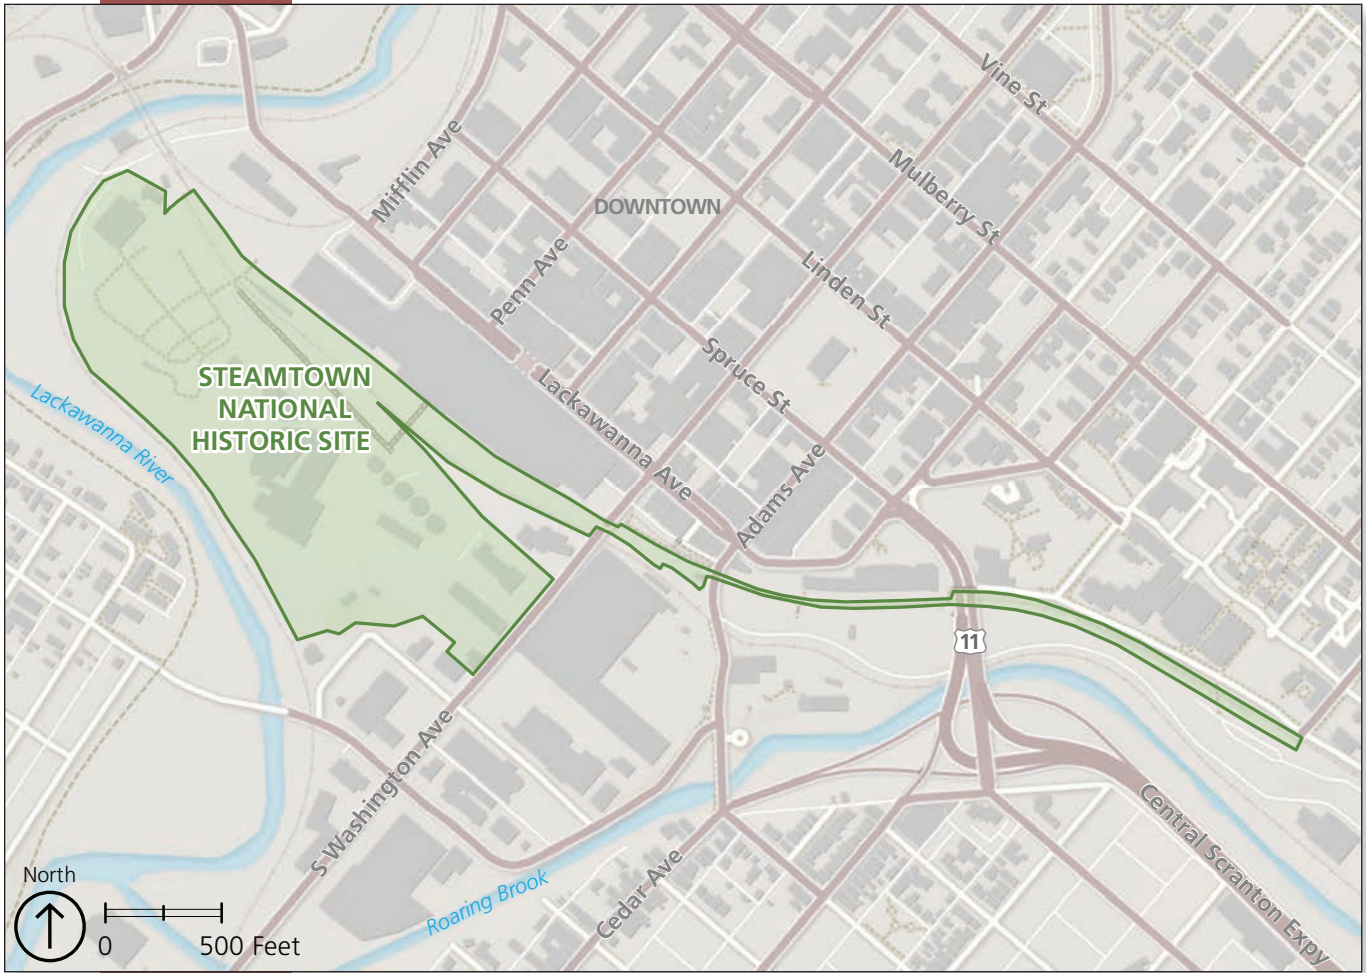 Vine St
Mifflin Ave
Mulberry St
DOWNTOWN
Penn Ave
Linden St
STEAMTOWN
NATIONAL
HISTORIC SITE
Spruce St
Lackawanna River
Lackawanna Ave
Adams Ave
11
S Washington Ave
Central Scranton Expy
Cedar Ave
Roaring Brook
North
0
500 Feet